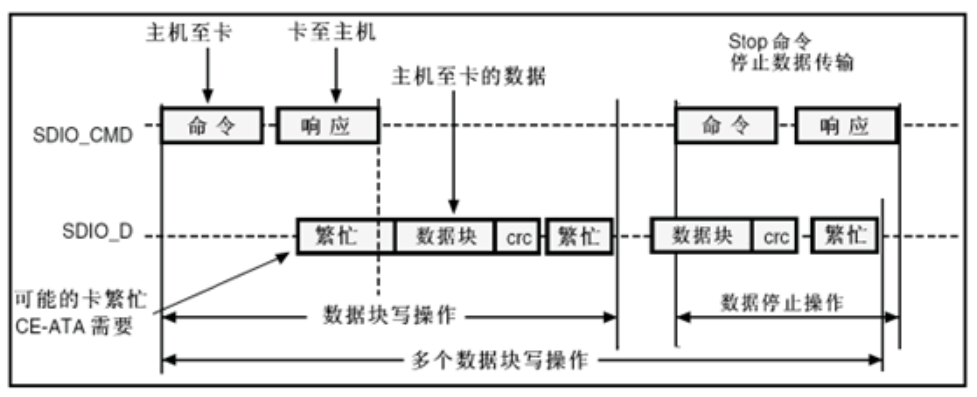 主机至卡
卡至主机
Stop 命令
停止数据传输
主机至卡的数据
SDIO_CMD
命令
响应
命令
响应
SDIO_D
繁忙
数据块
crc
繁忙
数据块
crc
繁忙
可能的卡繁忙
CE-ATA 需要
数据块写操作
数据停止操作
多个数据块写操作